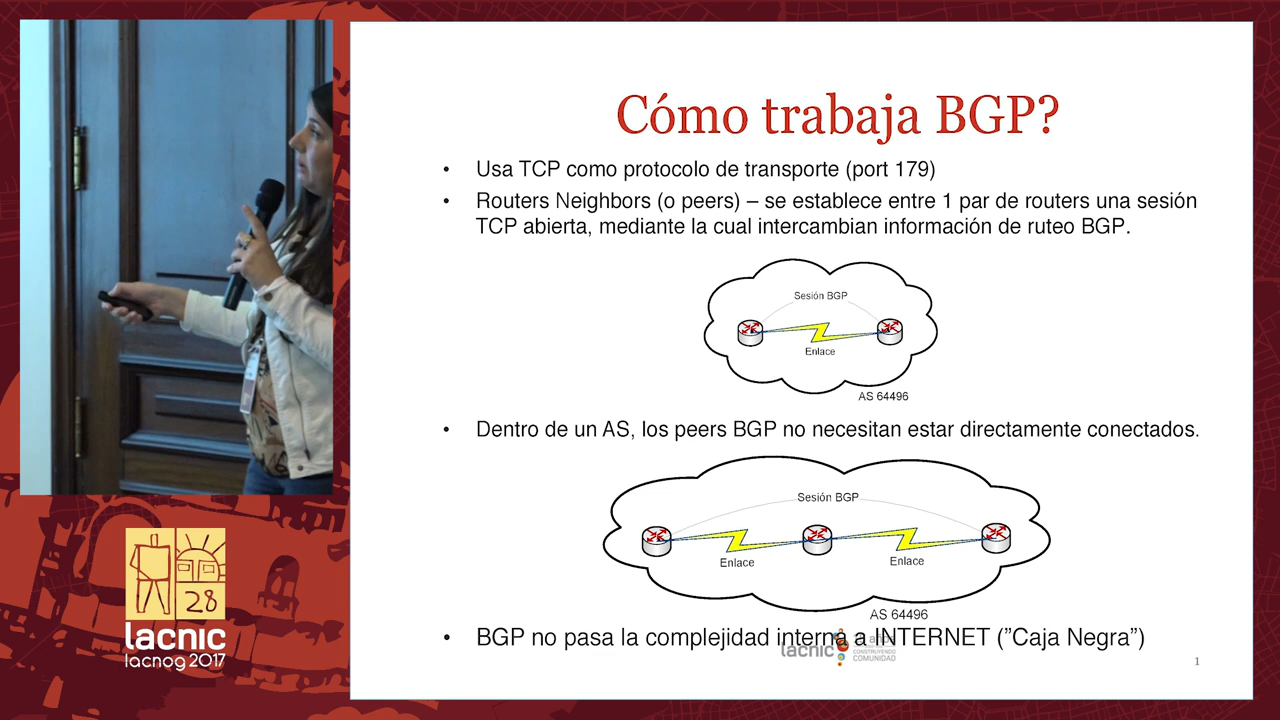 Cómo trabaja BGP?
• Usa TCP como protocolo de transporte (port 179)
• Routers Neighbors (o peers) – se establece entre 1 par de routers una sesión
TCP abierta, mediante la cual intercambian información de ruteo BGP.
Sesión BGP
Enlace
AS 64496
• Dentro de un AS, los peers BGP no necesitan estar directamente conectados.
Sesión BGP
Enlace
Enlace
AS 64496
• BGP no pasa la complejidad interna a INTERNET (”Caja Negra”)
lacnic
CONSTRUYENDO
COMUNIDAD
1
28
lacnic
lacnog 2017